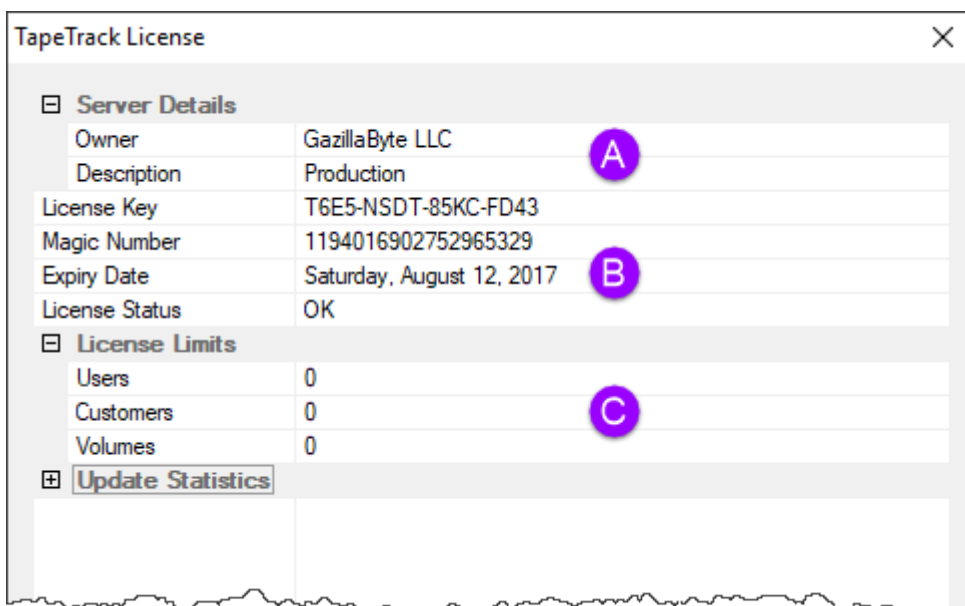 TapeTrack License
Server Details
Owner GazillaByte LLC
A
Description Production
License Key T6E5-NSDT-85KC-FD43
Magic Number 1194016902752965329
Expiry Date Saturday, August 12, 2017 B
License Status OK
License Limits
Users 0
Customers 0 C
Volumes 0
Update Statistics